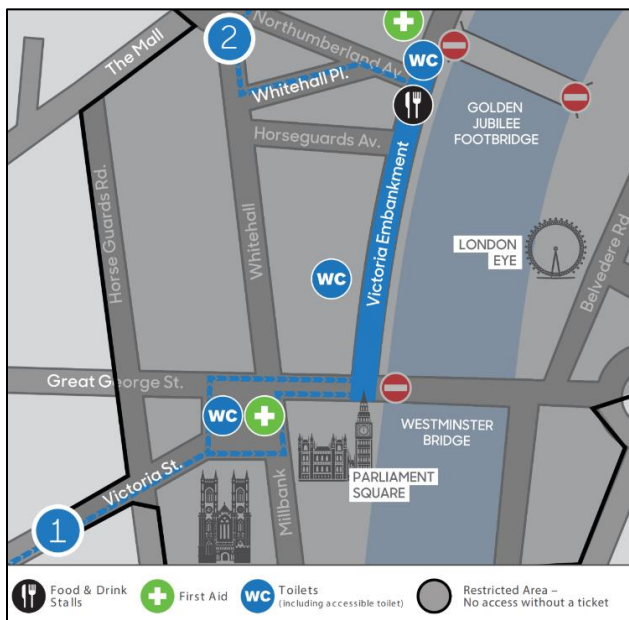 2
The Mall
Northumberland Av.
WC
Whitehall Pl.
GOLDEN
JUBILEE
FOOTBRIDGE
Horseguards Av.
Horse Guards Rd.
Whitehall
Victoria Embankment
LONDON
EYE
Belvedere Rd.
WC
Great George St.
WC
WESTMINSTER
BRIDGE
Victoria St.
Millbank
PARLIAMENT
SQUARE
1
Food & Drink
Stalls
First Aid
WC
Toilets
(including accessible toilet)
Restricted Area –
No access without a ticket